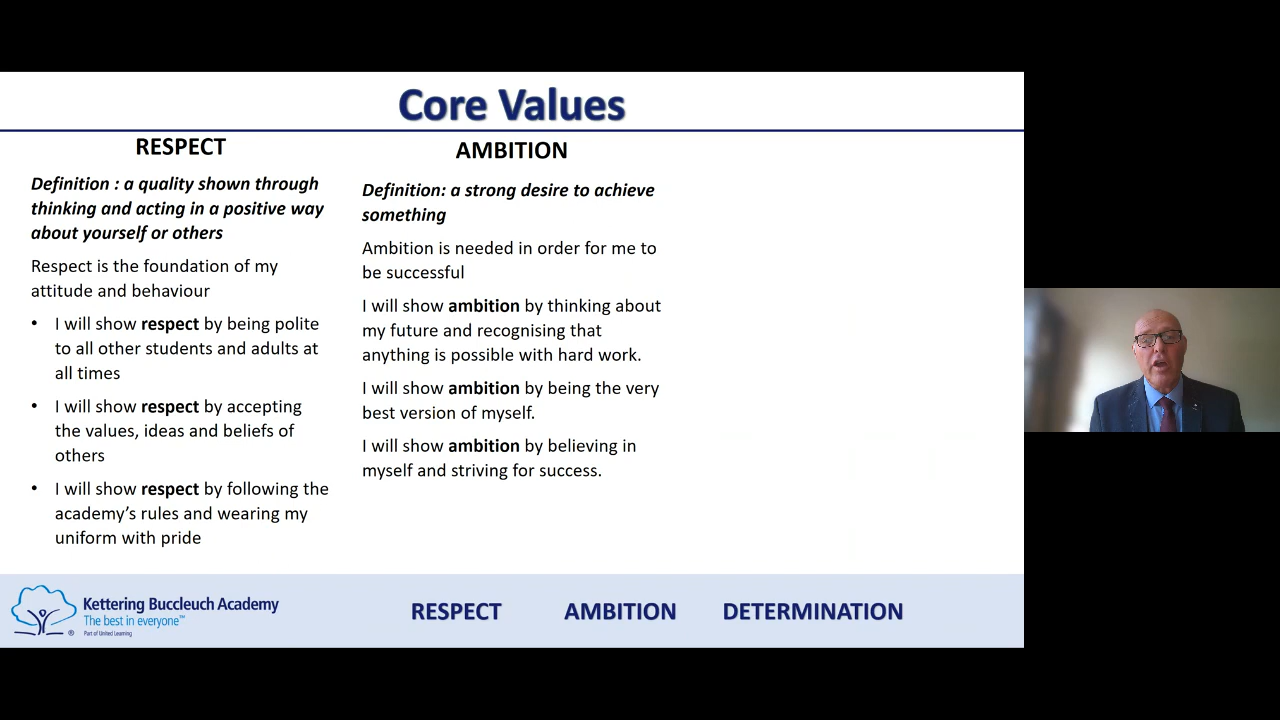 Core Values
RESPECT
Definition : a quality shown through
thinking and acting in a positive way
about yourself or others
Respect is the foundation of my
attitude and behaviour
• I will show respect by being polite
to all other students and adults at
all times
• I will show respect by accepting
the values, ideas and beliefs of
others
• I will show respect by following the
academy’s rules and wearing my
uniform with pride
AMBITION
Definition: a strong desire to achieve
something
Ambition is needed in order for me to
be successful
I will show ambition by thinking about
my future and recognising that
anything is possible with hard work.
I will show ambition by being the very
best version of myself.
I will show ambition by believing in
myself and striving for success.
Kettering Buccleuch Academy
The best in everyone™
Part of United Learning
®
RESPECT AMBITION DETERMINATION